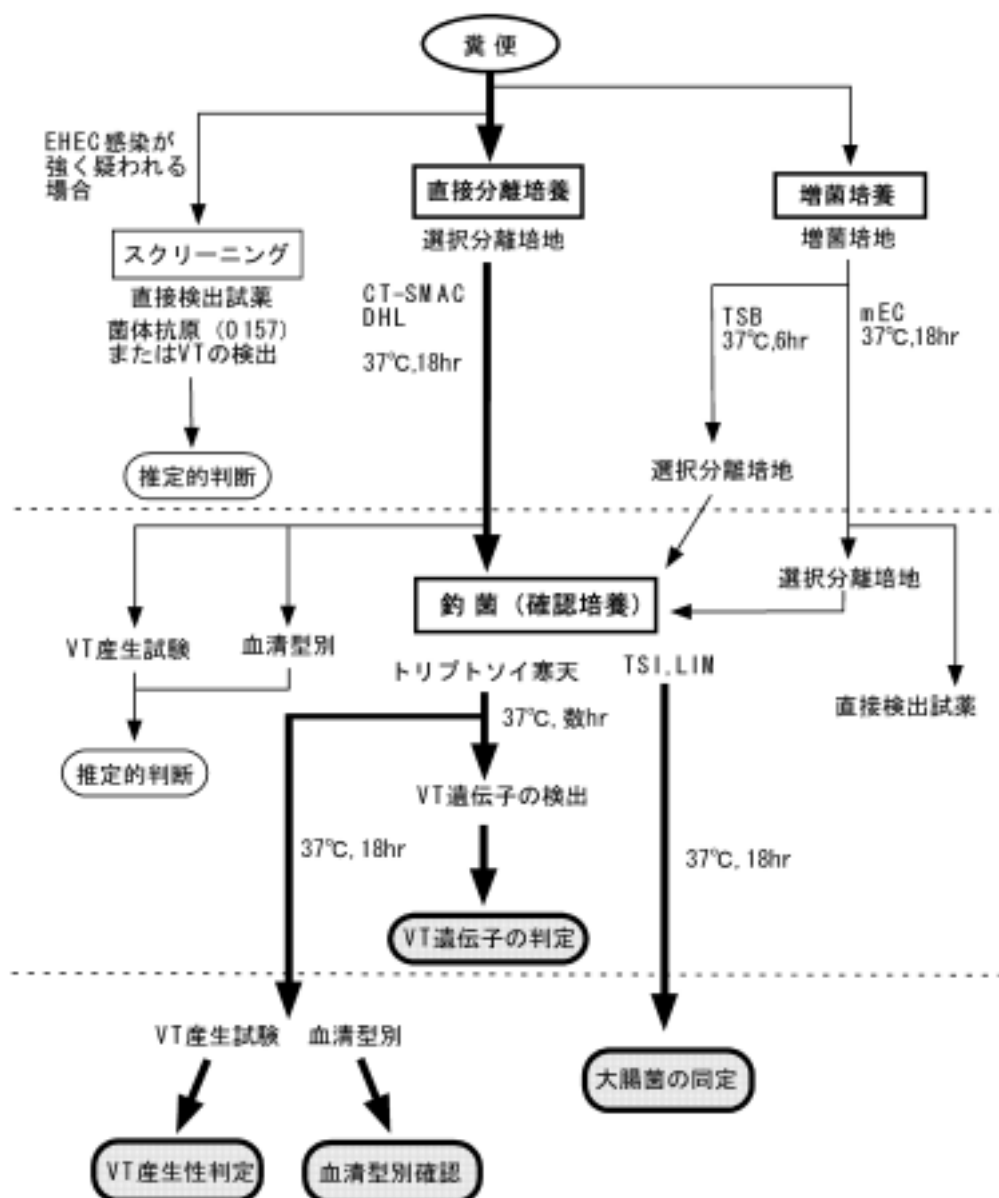 糞便
EHEC感染が
強く疑われる
場合
直接分離培養
選択分離培地
増菌培養
増菌培地
スクリーニング
直接検出試薬
菌体抗原（O157）
またはVTの検出
推定的判断
CT-SMAC
DHL
37℃,18hr
TSB
37℃,6hr
mEC
37℃,18hr
選択分離培地
選択分離培地
直接検出試薬
釣菌（確認培養）
VT産生試験
血清型別
推定的判断
トリプトソイ寒天
TSI,LIM
37℃,数hr
VT遺伝子の検出
37℃,18hr
37℃,18hr
VT遺伝子の判定
VT産生試験
血清型別
大腸菌の同定
VT産生性判定
血清型別確認